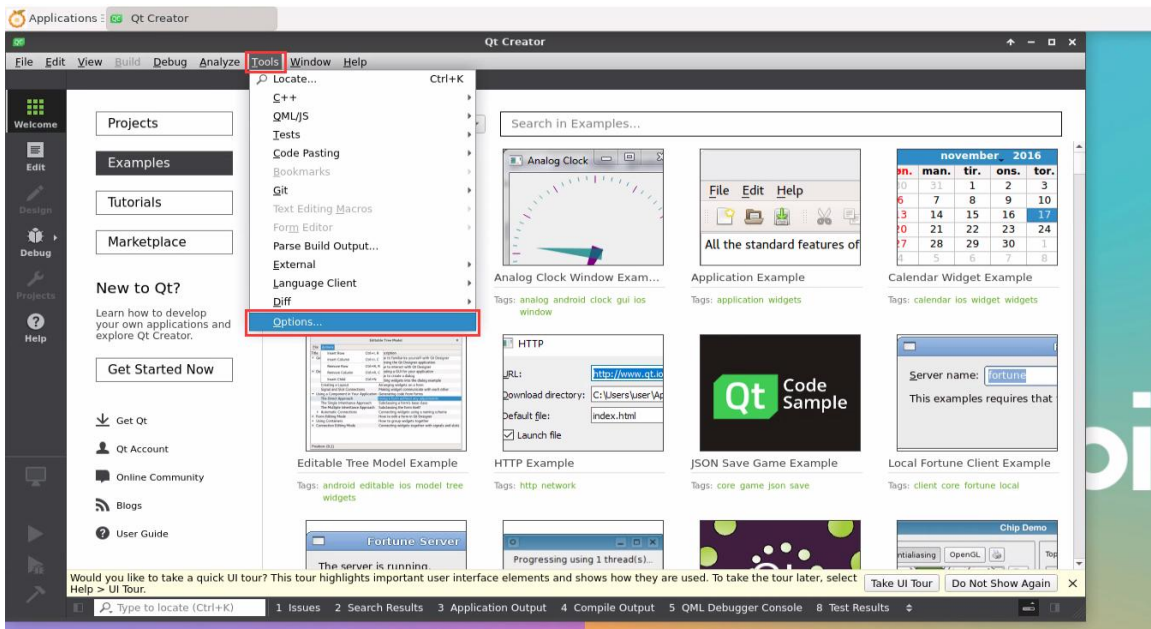 Applications
Qt Creator
Qt Creator
File Edit View Build Debug Analyze Tools Window Help
Locate... Ctrl+K
C++
QML/JS
Tests
Code Pasting
Bookmarks
Git
Text Editing Macros
Form Editor
Parse Build Output...
External
Language Client
Diff
Options...
Welcome
Edit
Design
Debug
Projects
Help
Projects
Examples
Tutorials
Marketplace
New to Qt?
Learn how to develop
your own applications and
explore Qt Creator.
Get Started Now
Get Qt
Qt Account
Online Community
Blogs
User Guide
Search in Examples...
Analog Clock
Analog Clock Window Exam...
Tags: analog android clock gui ios
window
File Edit Help
All the standard features of
Application Example
Tags: application widgets
november 2016
man. tir. ons. tor.
31 1 2 3
7 8 9 10
14 15 16 17
21 22 23 24
28 29 30 1
5 6 7 8
Calendar Widget Example
Tags: calendar ios widget widgets
Editable Tree Model Example
Tags: android editable ios model tree
widgets
HTTP
URL: http://www.qt.io
Download directory: C:\Users\user\Ap
Default file: index.html
Launch file
HTTP Example
Tags: http network
Qt Code
Sample
JSON Save Game Example
Tags: core game json save
Server name: fortune
This examples requires that
Local Fortune Client Example
Tags: client core fortune local
Fortune Server
The server is running.
Progressing using 1 thread(s)...
Chip Demo
OpenGL
Top
Would you like to take a quick UI tour? This tour highlights important user interface elements and shows how they are used. To take the tour later, select
Help > UI Tour.
Take UI Tour
Do Not Show Again
Type to locate (Ctrl+K)
1 Issues 2 Search Results 3 Application Output 4 Compile Output 5 QML Debugger Console 8 Test Results
pi